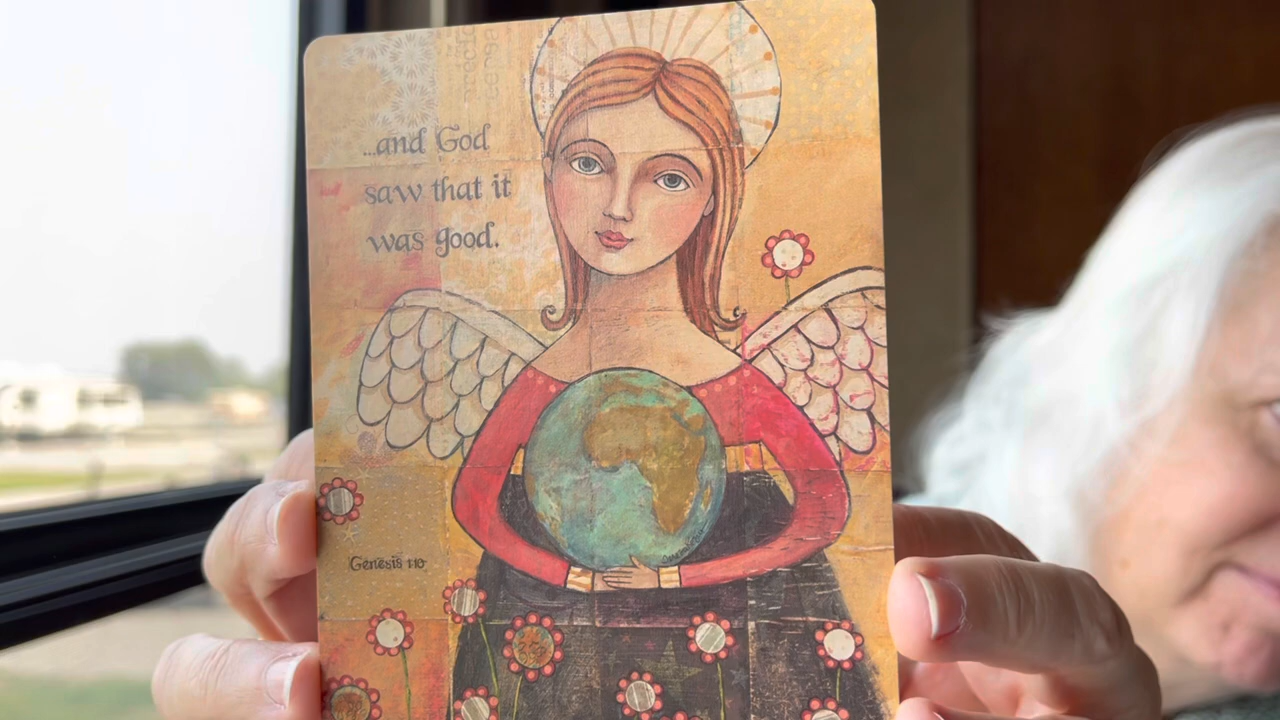 ...and God
saw that it
was good.
Genesis 1:10